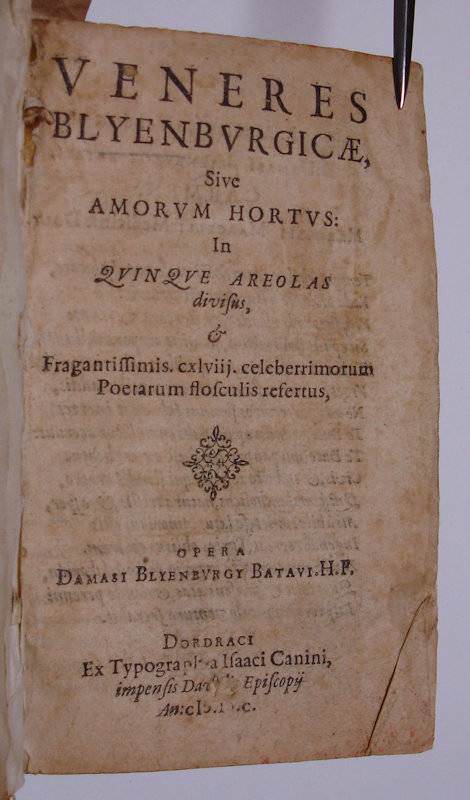 VENERES
BLYENBVRGICÆ,
Sive
AMORVM HORTVS:
In
QVINQVE AREOLAS
divisus,
&
Fragantissimis. cxlviij. celeberrimorum
Poetarum flosculis refertus,
OPERA
DAMASI BLYENBVRGY BATAVI. H. F.
DORDRACI
Ex Isaaci Canini,
impensis Episcopij